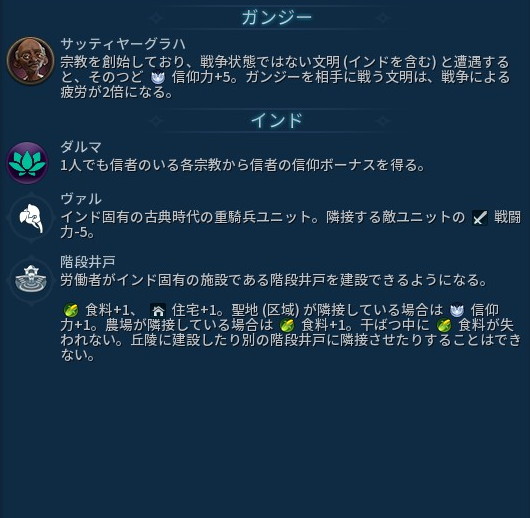 ガンジー
サッティヤーグラハ
宗教を創始しており、戦争状態ではない文明 (インドを含む) と遭遇する
と、そのつど 信仰力+5。ガンジーを相手に戦う文明は、戦争による
疲労が2倍になる。
インド
ダルマ
1人でも信者のいる各宗教から信者の信仰ボーナスを得る。
ヴァル
インド固有の古典時代の重騎兵ユニット。隣接する敵ユニットの 戦闘
力-5。
階段井戸
労働者がインド固有の施設である階段井戸を建設できるようになる。
食料+1、 住宅+1。聖地 (区域) が隣接している場合は 信仰
力+1。農場が隣接している場合は 食料+1。干ばつ中に 食料が失
われない。丘陵に建設したり別の階段井戸に隣接させたりすることはでき
ない。